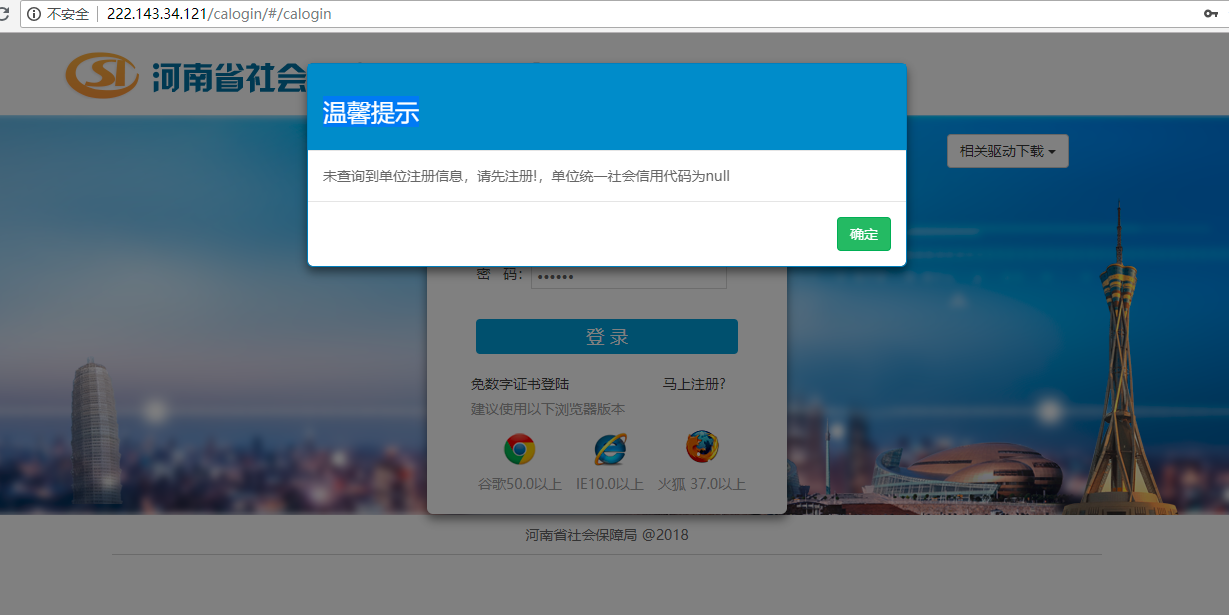 不安全 222.143.34.121/calogin/#/calogin
河南省社会
温馨提示
相关驱动下载
未查询到单位注册信息，请先注册!，单位统一社会信用代码为null
确定
密 码： ••••••
登 录
免数字证书登陆 马上注册?
建议使用以下浏览器版本
谷歌50.0以上 IE10.0以上 火狐 37.0以上
河南省社会保障局 @2018